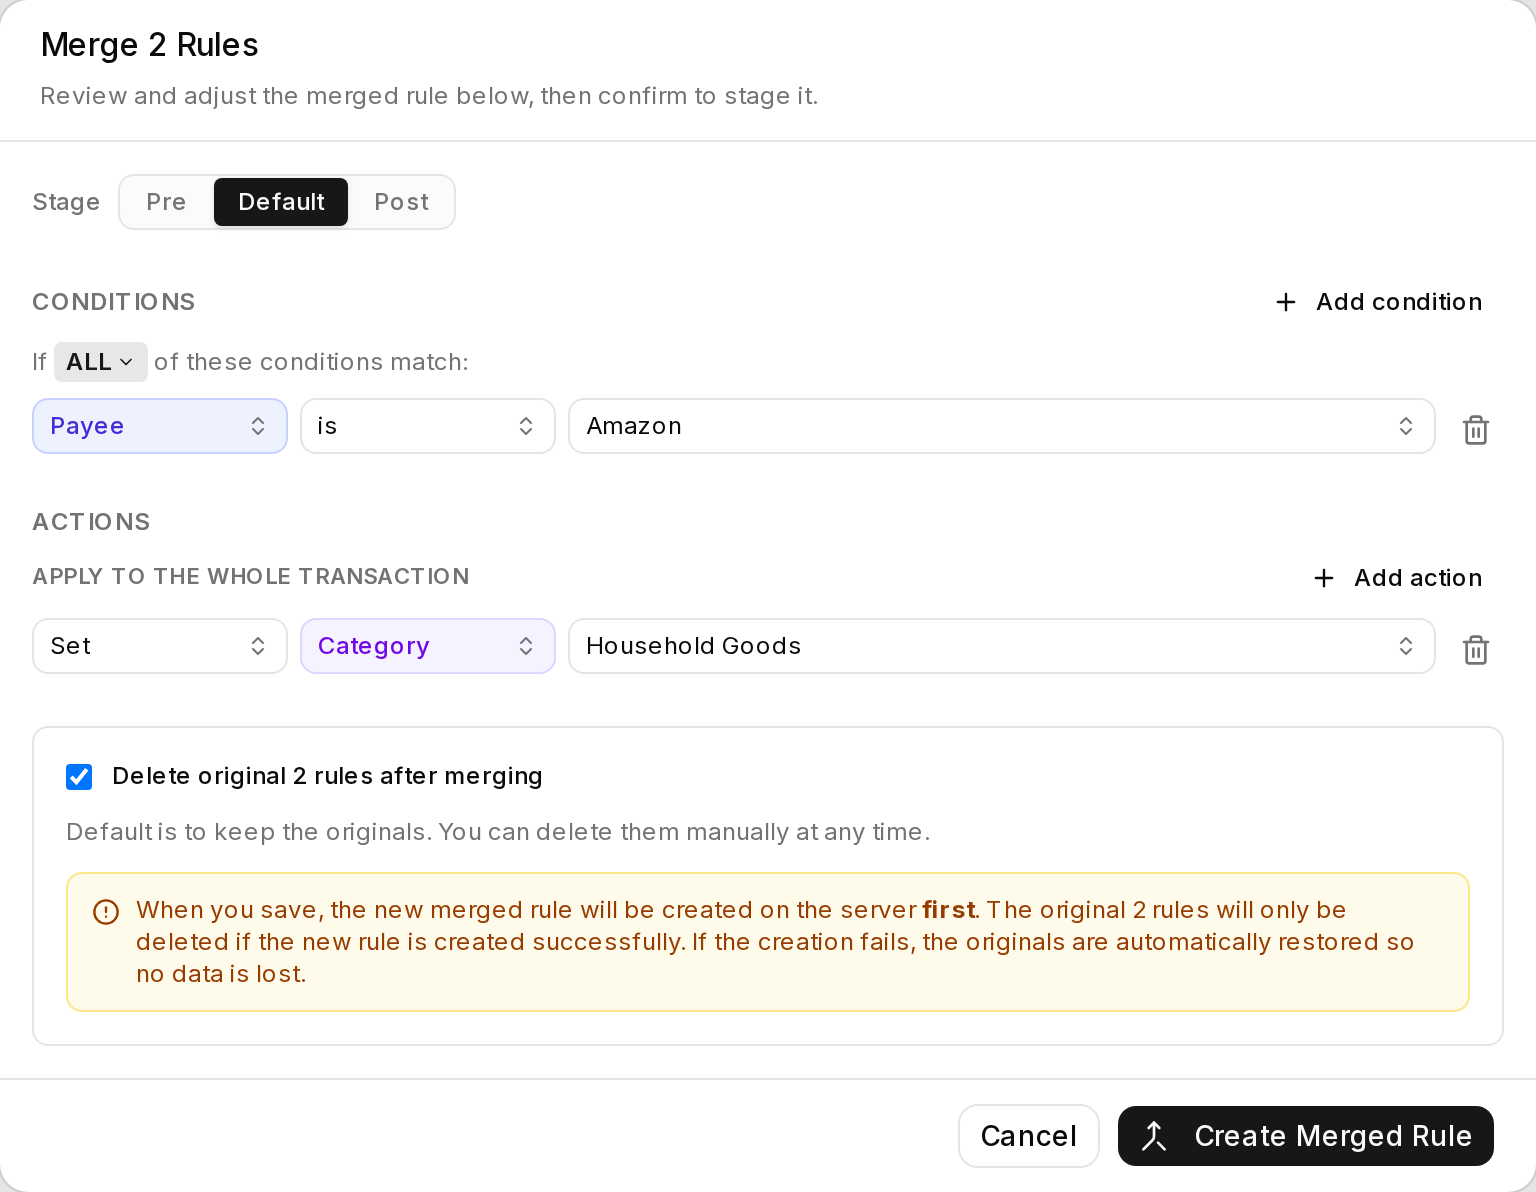 Merge 2 Rules
Review and adjust the merged rule below, then confirm to stage it.
Stage Pre Default Post
CONDITIONS + Add condition
If ALL of these conditions match:
Payee is Amazon
ACTIONS
APPLY TO THE WHOLE TRANSACTION + Add action
Set Category Household Goods
Delete original 2 rules after merging
Default is to keep the originals. You can delete them manually at any time.
When you save, the new merged rule will be created on the server first. The original 2 rules will only be
deleted if the new rule is created successfully. If the creation fails, the originals are automatically restored so
no data is lost.
Cancel Create Merged Rule